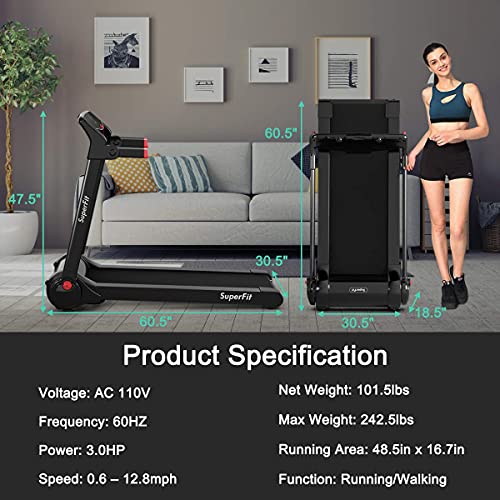 60.5"
47.5"
SuperFit
30.5"
SuperFit
60.5"
SuperFit
30.5"
18.5"
Product Specification
Voltage: AC 110V
Frequency: 60HZ
Power: 3.0HP
Speed: 0.6 – 12.8mph
Net Weight: 101.5lbs
Max Weight: 242.5lbs
Running Area: 48.5in x 16.7in
Function: Running/Walking